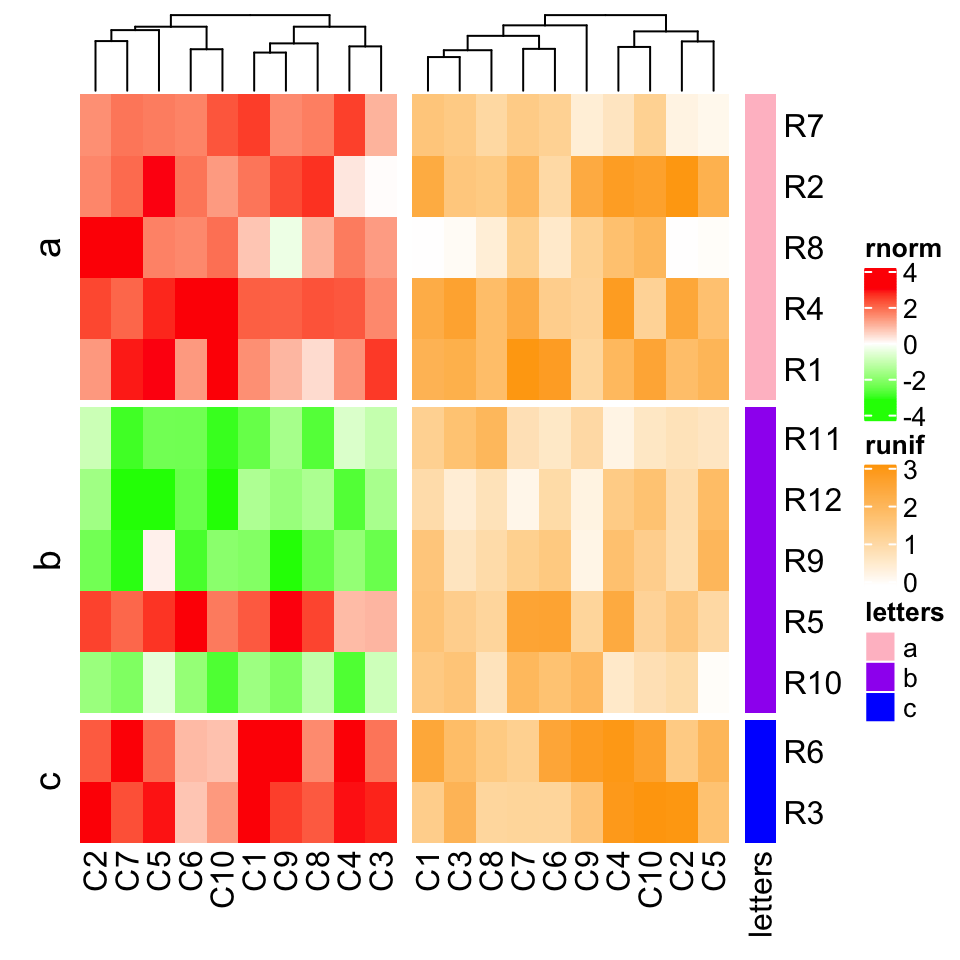 a
b
c
R7
R2
R8
R4
R1
R11
R12
R9
R5
R10
R6
R3
C2 C7 C5 C6 C10 C1 C9 C8 C4 C3
C1 C3 C8 C7 C6 C9 C4 C10 C2 C5
letters
rnorm
4
2
0
-2
-4
runif
3
2
1
0
letters
a
b
c